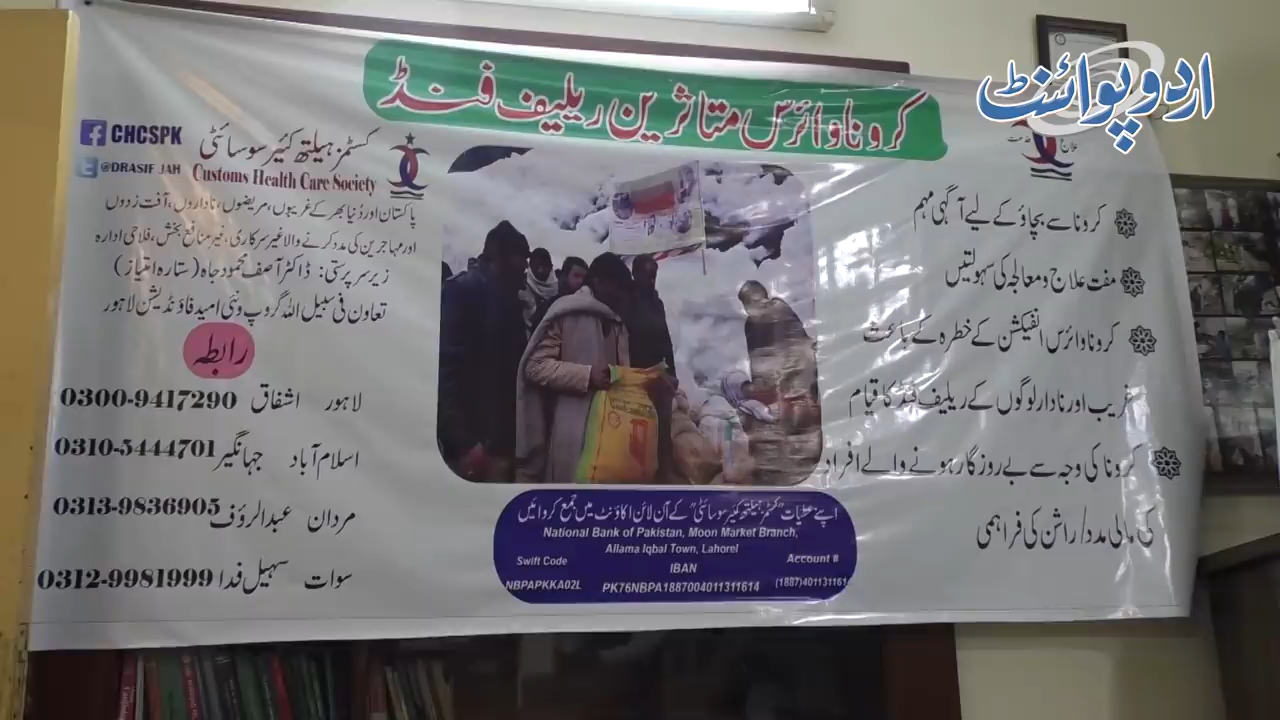 اردو پوائنٹ
کرونا وائرس متاثرین ریلیف فنڈ
علاج
خدمت
کرونا سے بچاؤ کے لیے آگہی مہم
مفت علاج و معالجہ کی سہولتیں
کرونا وائرس انفیکشن کے خطرہ کے باعث
غریب اور نادار لوگوں کے ریلیف فنڈ کا قیام
کرونا کی وجہ سے بے روزگار ہونے والے افراد
کی مالی مدد/راشن کی فراہمی
CHCSPK
@DRASIF JAH
کسٹمز ہیلتھ کئیر سوسائٹی
Customs Health Care Society
پاکستان اور دُنیا بھر کے غریبوں، مریضوں، ناداروں، آفت زدوں
اور مہاجرین کی مدد کرنے والا غیر سرکاری، غیر منافع بخش، فلاحی ادارہ
زیر سرپرستی: ڈاکٹر آصف محمود جاہ (ستارہ امتیاز)
تعاون فی سبیل اللہ گروپ و نئی امید فاؤنڈیشن لاہور
رابطہ
لاہور اشفاق 0300-9417290
اسلام آباد جہانگیر 0310-5444701
مردان عبدالرؤف 0313-9836905
سوات سہیل فدا 0312-9981999
اپنے عطیات "کسٹمز ہیلتھ کئیر سوسائٹی" کے آن لائن اکاؤنٹ میں جمع کروائیں
National Bank of Pakistan, Moon Market Branch,
Allama Iqbal Town, Lahorel
Swift Code IBAN Account #
NBPAPKKA02L PK76NBPA1887004011311614 (1887)401131161